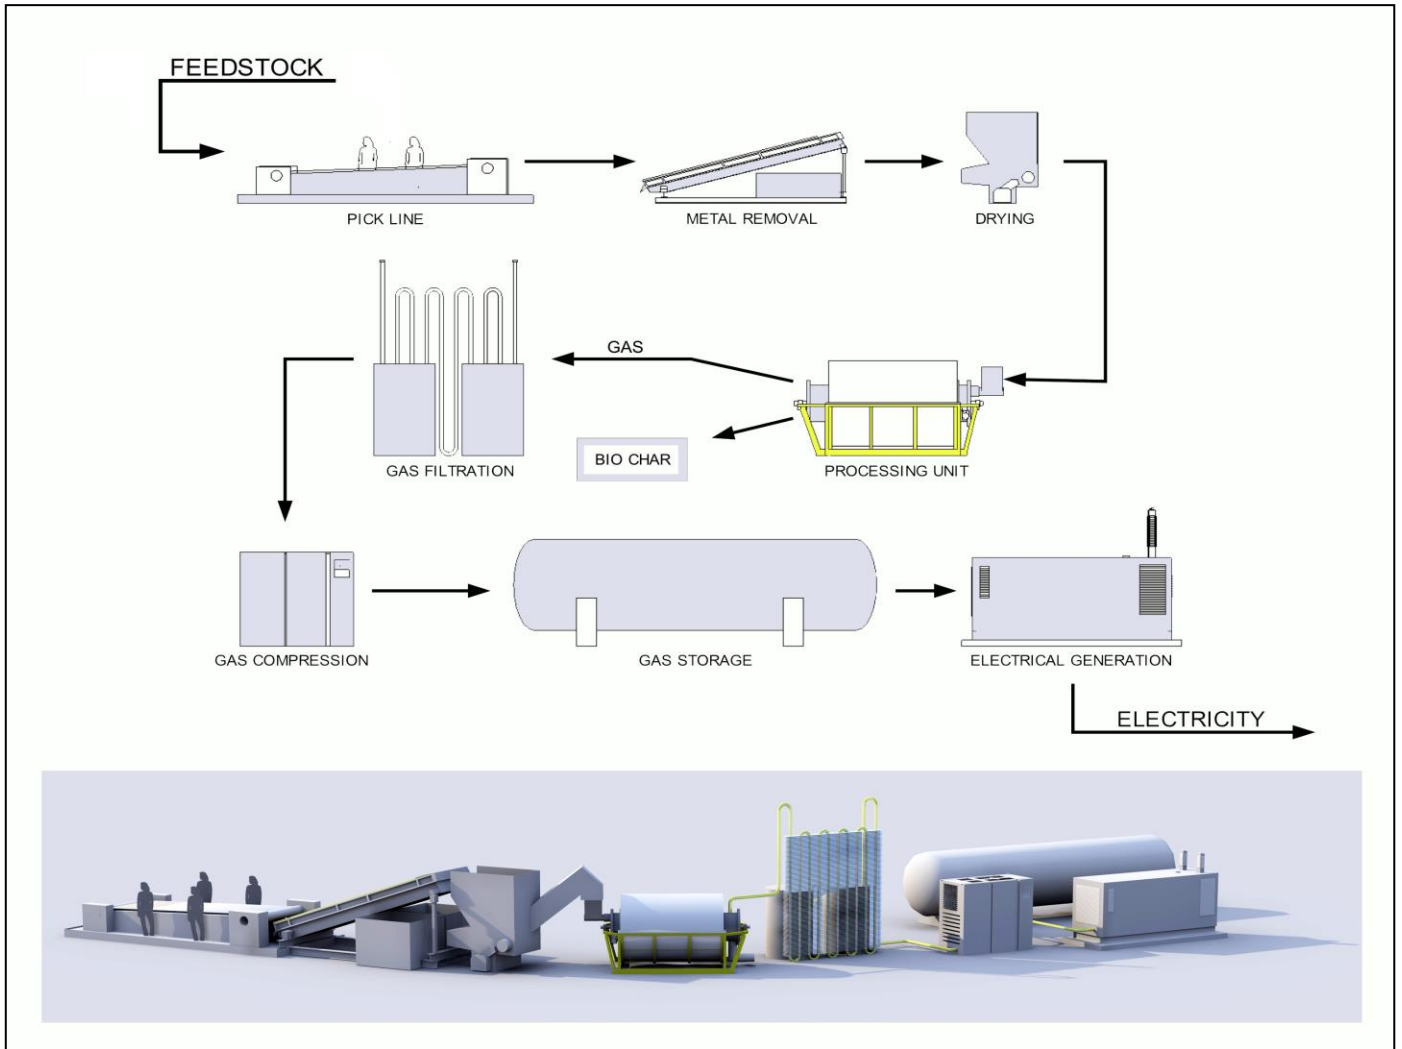 FEEDSTOCK
PICK LINE
METAL REMOVAL
DRYING
GAS
GAS FILTRATION
BIO CHAR
PROCESSING UNIT
GAS COMPRESSION
GAS STORAGE
ELECTRICAL GENERATION
ELECTRICITY